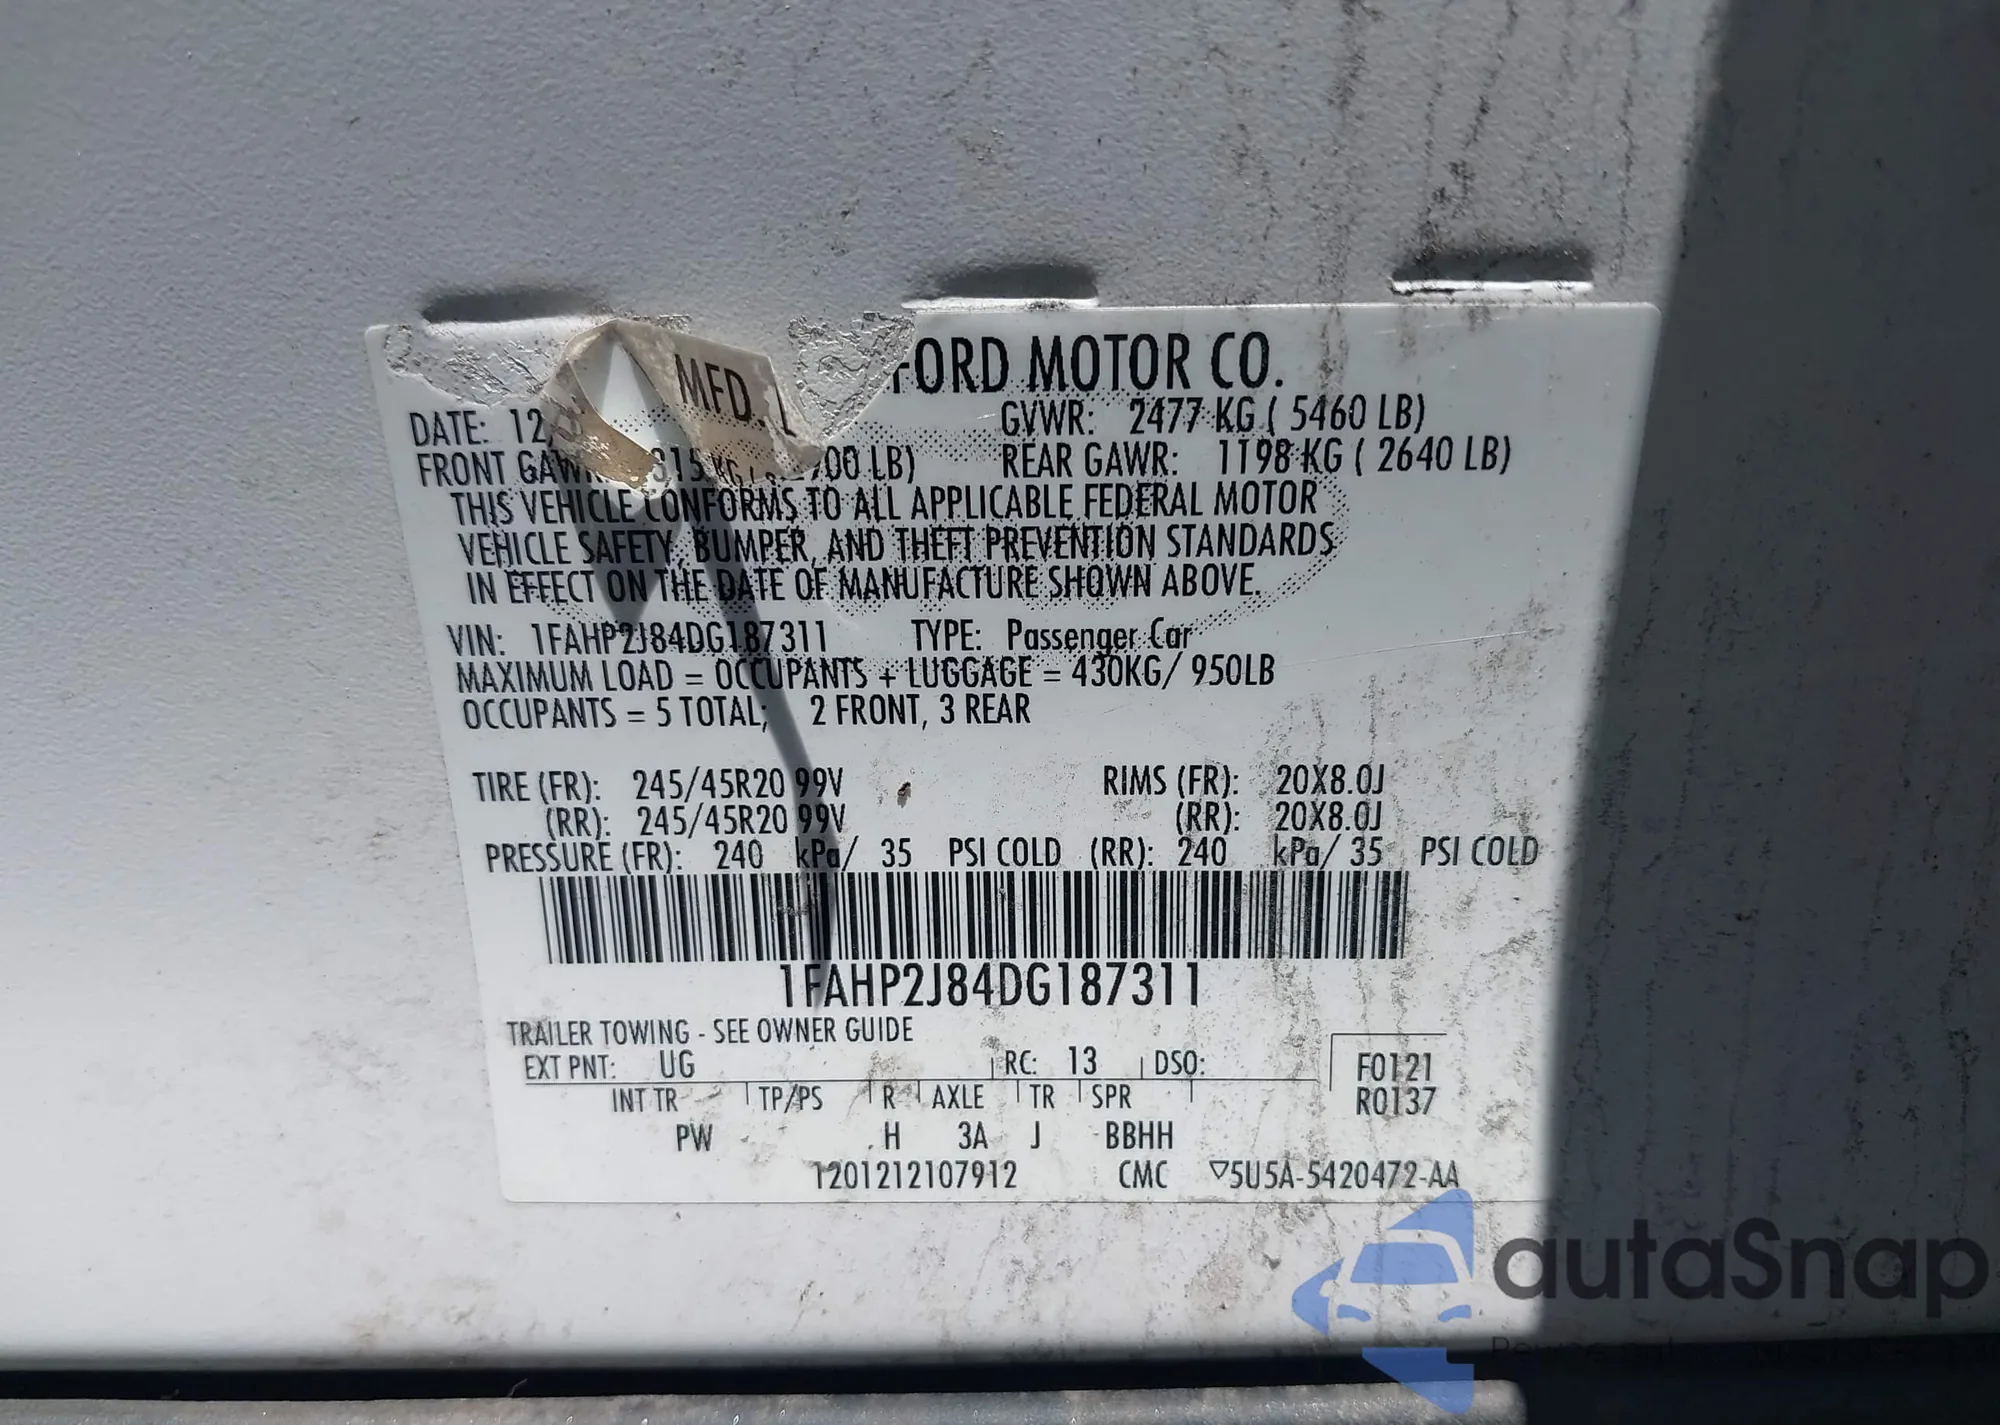 MFD.
FORD MOTOR CO.
DATE: 12/ GVWR: 2477 KG ( 5460 LB)
FRONT GAWR: 00 LB) REAR GAWR: 1198 KG ( 2640 LB)
THIS VEHICLE CONFORMS TO ALL APPLICABLE FEDERAL MOTOR
VEHICLE SAFETY, BUMPER, AND THEFT PREVENTION STANDARDS
IN EFFECT ON THE DATE OF MANUFACTURE SHOWN ABOVE.
VIN: 1FAHP2J84DG187311 TYPE: Passenger Car
MAXIMUM LOAD = OCCUPANTS + LUGGAGE = 430KG/ 950LB
OCCUPANTS = 5 TOTAL; 2 FRONT, 3 REAR
TIRE (FR): 245/45R20 99V RIMS (FR): 20X8.0J
(RR): 245/45R20 99V (RR): 20X8.0J
PRESSURE (FR): 240 kPa/ 35 PSI COLD (RR): 240 kPa/ 35 PSI COLD
1FAHP2J84DG187311
TRAILER TOWING - SEE OWNER GUIDE
EXT PNT: UG RC: 13 DSO: F0121
INT TR TP/PS R AXLE TR SPR R0137
PW H 3A J BBHH
1201212107912 CMC ▽5U5A-5420472-AA
autaSnap